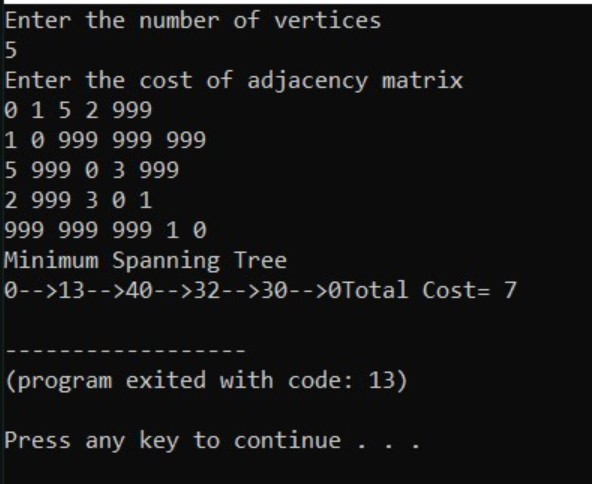 Enter the number of vertices
5
Enter the cost of adjacency matrix
0 1 5 2 999
1 0 999 999 999
5 999 0 3 999
2 999 3 0 1
999 999 999 1 0
Minimum Spanning Tree
0-->13-->40-->32-->30-->0Total Cost= 7
------------------
(program exited with code: 13)
Press any key to continue . . .